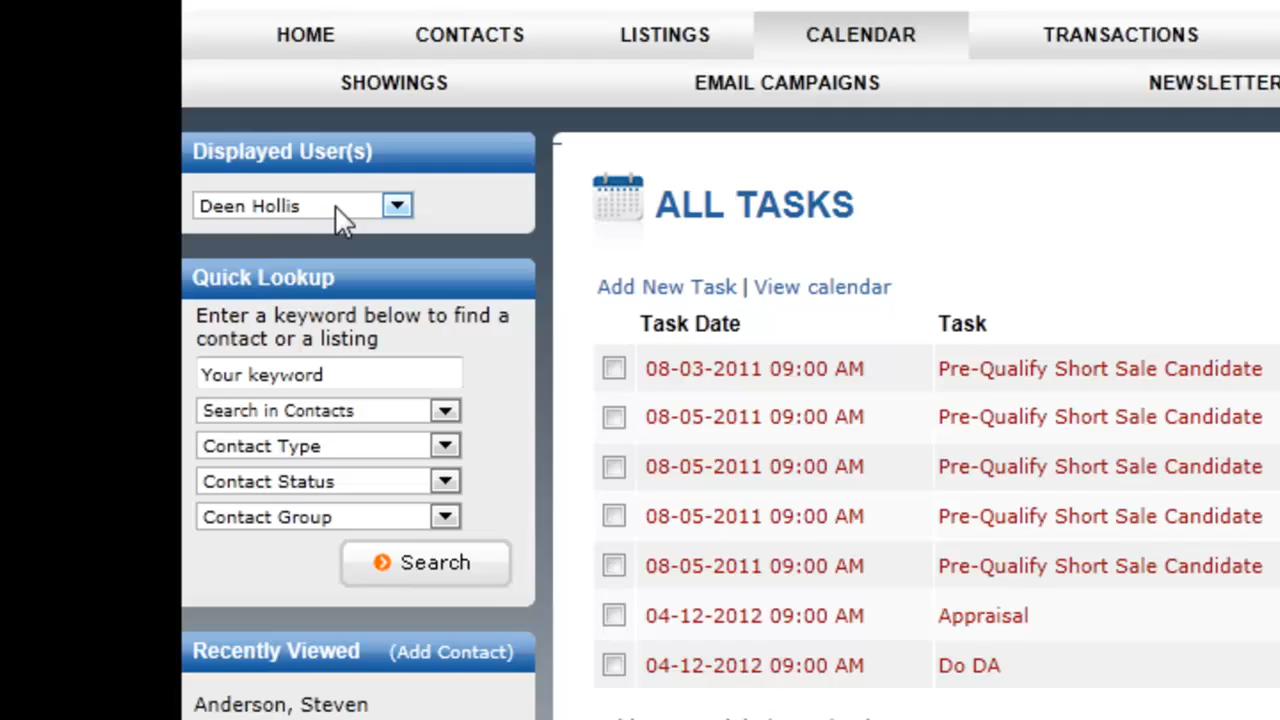 HOME CONTACTS LISTINGS CALENDAR TRANSACTIONS
SHOWINGS EMAIL CAMPAIGNS NEWSLETTER
Displayed User(s)
Deen Hollis
Quick Lookup
Enter a keyword below to find a
contact or a listing
Your keyword
Search in Contacts
Contact Type
Contact Status
Contact Group
Search
Recently Viewed (Add Contact)
Anderson, Steven
ALL TASKS
Add New Task | View calendar
Task Date Task
08-03-2011 09:00 AM Pre-Qualify Short Sale Candidate
08-05-2011 09:00 AM Pre-Qualify Short Sale Candidate
08-05-2011 09:00 AM Pre-Qualify Short Sale Candidate
08-05-2011 09:00 AM Pre-Qualify Short Sale Candidate
08-05-2011 09:00 AM Pre-Qualify Short Sale Candidate
04-12-2012 09:00 AM Appraisal
04-12-2012 09:00 AM Do DA